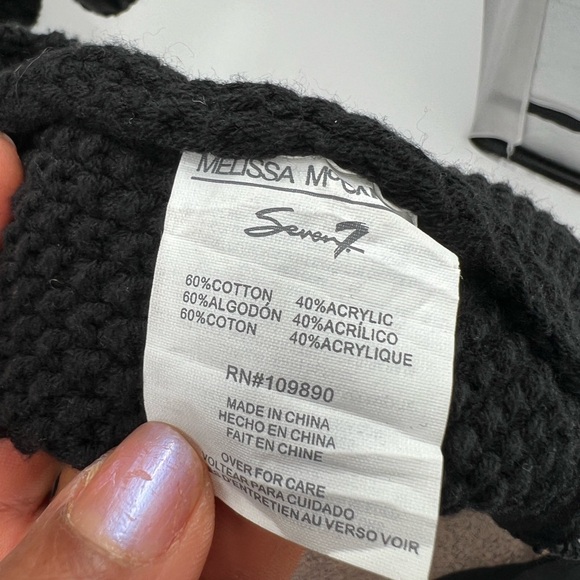 MELISSA
Seven7
60%COTTON 40%ACRYLIC
60%ALGODÓN 40%ACRÍLICO
60%COTON 40%ACRYLIQUE
RN#109890
MADE IN CHINA
HECHO EN CHINA
FAIT EN CHINE
OVER FOR CARE
VOLTEAR PARA CUIDADO
D'ENTRETIEN AU VERSO VOIR